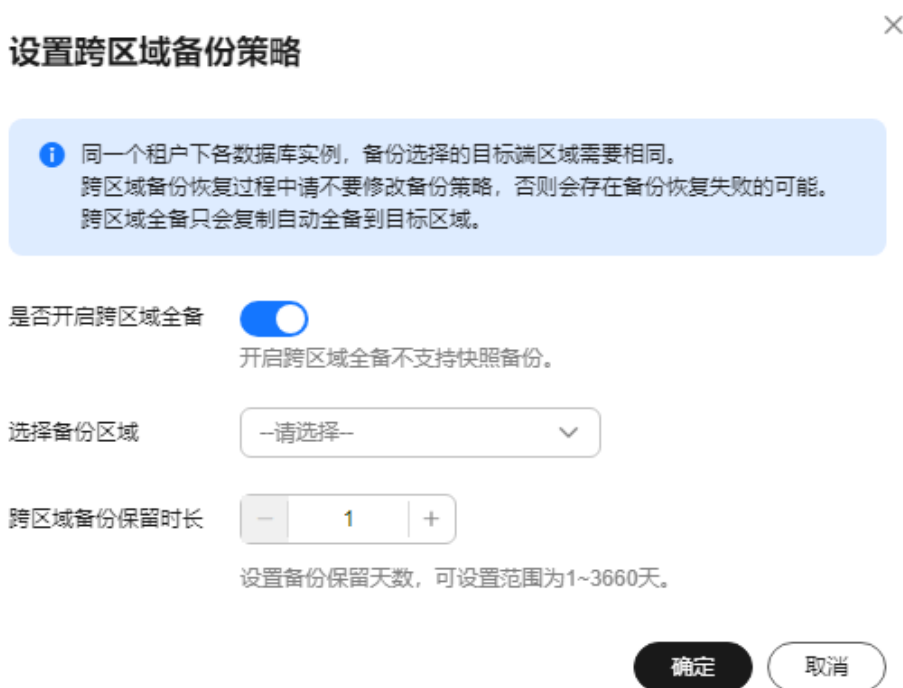 设置跨区域备份策略
同一个租户下各数据库实例，备份选择的目标端区域需要相同。
跨区域备份恢复过程中请不要修改备份策略，否则会存在备份恢复失败的可能。
跨区域全备只会复制自动全备到目标区域。
是否开启跨区域全备
开启跨区域全备不支持快照备份。
选择备份区域
--请选择--
跨区域备份保留时长
1
设置备份保留天数，可设置范围为1~3660天。
确定
取消